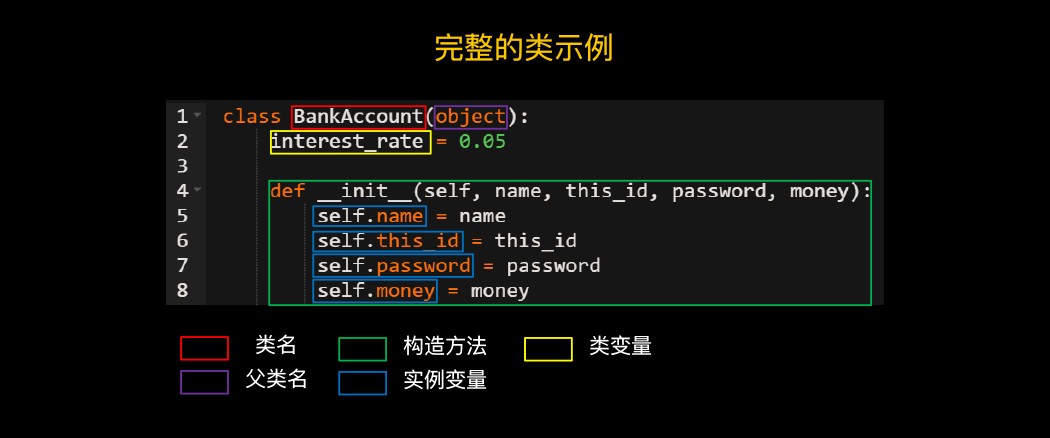 完整的类示例
1 class BankAccount(object):
2 interest_rate = 0.05
3
4 def __init__(self, name, this_id, password, money):
5 self.name = name
6 self.this_id = this_id
7 self.password = password
8 self.money = money
类名 构造方法 类变量
父类名 实例变量